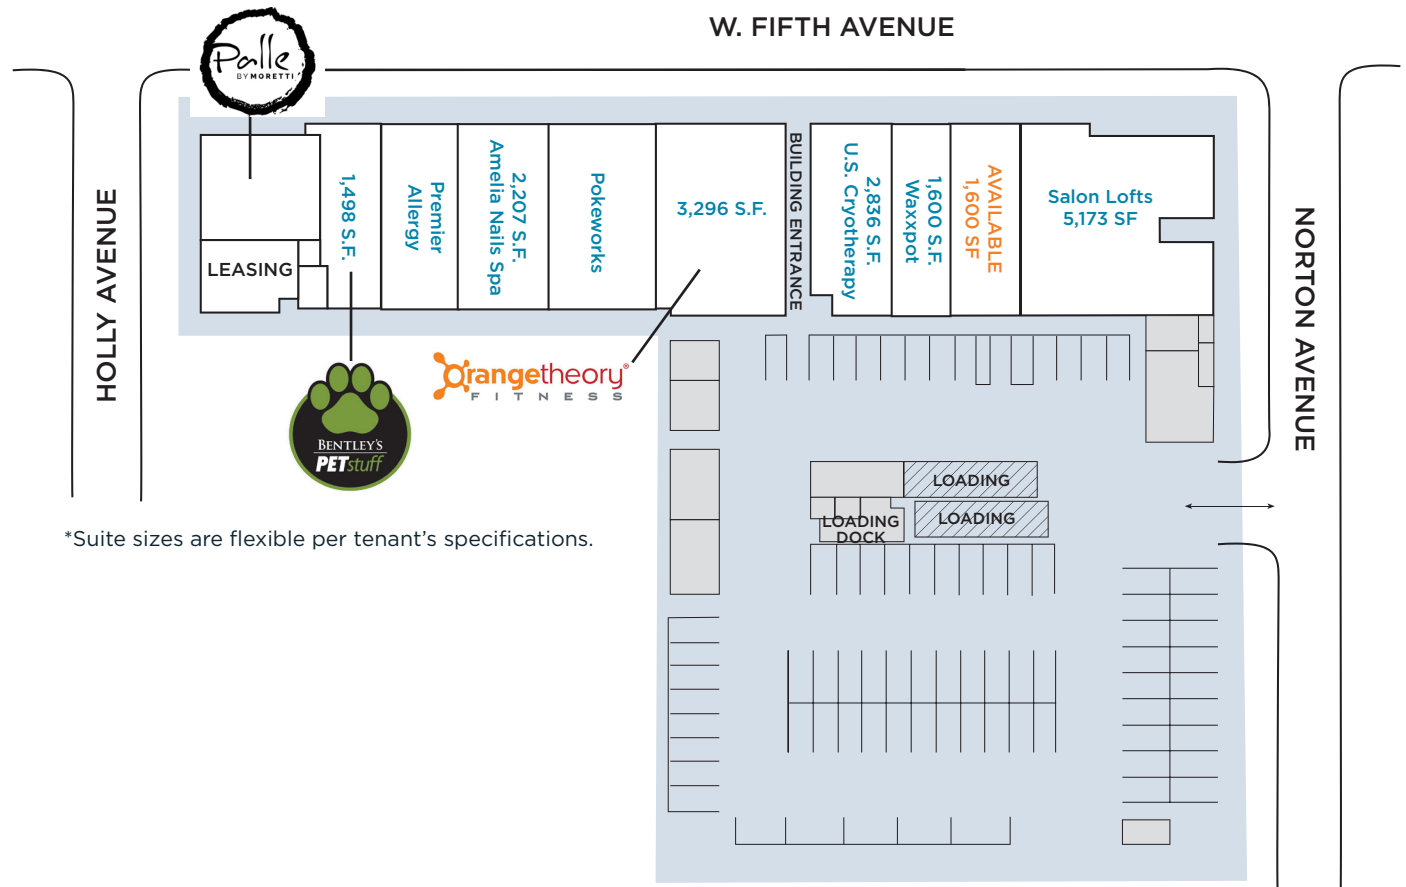 W. FIFTH AVENUE
Palle
BY MORETTI
HOLLY AVENUE
NORTON AVENUE
LEASING
1,498 S.F.
Premier
Allergy
2,207 S.F.
Amelia Nails Spa
Pokeworks
3,296 S.F.
BUILDING ENTRANCE
2,836 S.F.
U.S. Cryotherapy
1,600 S.F.
Waxxpot
AVAILABLE
1,600 SF
Salon Lofts
5,173 SF
orangetheory®
FITNESS
BENTLEY'S
PETstuff
LOADING
LOADING
LOADING
DOCK
*Suite sizes are flexible per tenant’s specifications.